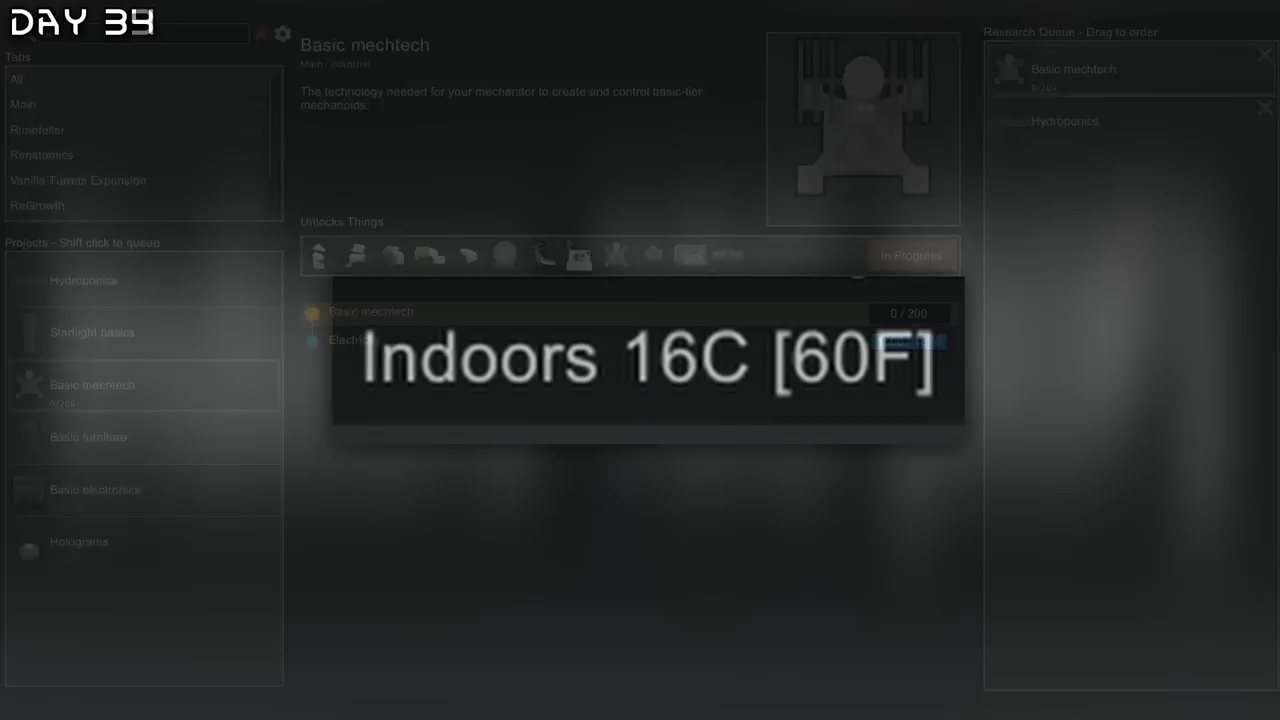 DAY 34
Tabs
All
Main
Rimefeller
Rimatomics
Vanilla Turrets Expansion
ReGrowth
Projects - Shift click to queue
Hydroponics
Starflight basics
Basic mechtech
0/200
Basic furniture
Basic electronics
Holograms
Basic mechtech
Main - Industrial
The technology needed for your mechanitor to create and control basic-tier
mechanoids.
Unlocks Things
In Progress
Basic mechtech
0 / 200
Indoors 16C [60F]
Research Queue - Drag to order
Basic mechtech
0/200
Hydroponics